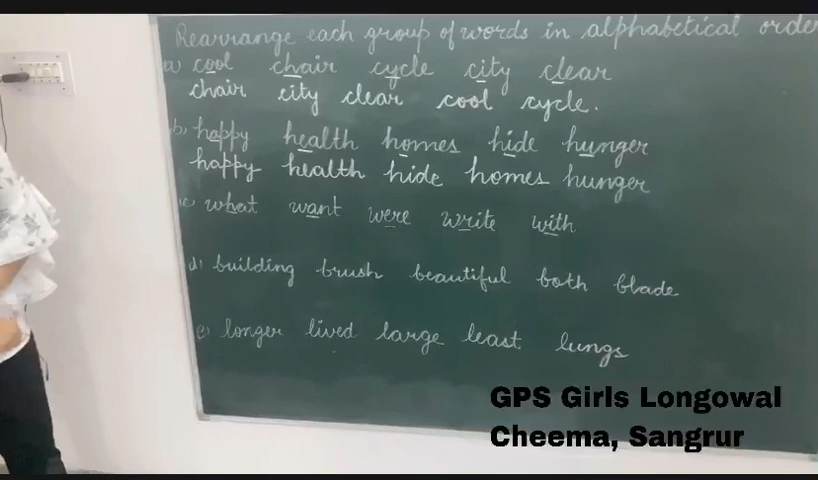 Rearrange each group of words in alphabetical order
a) cool chair cycle city clear
chair city clear cool cycle.
b) happy health homes hide hunger
happy health hide homes hunger
c) what want were write with
d) building brush beautiful both blade
e) longer lived large least lungs
GPS Girls Longowal
Cheema, Sangrur